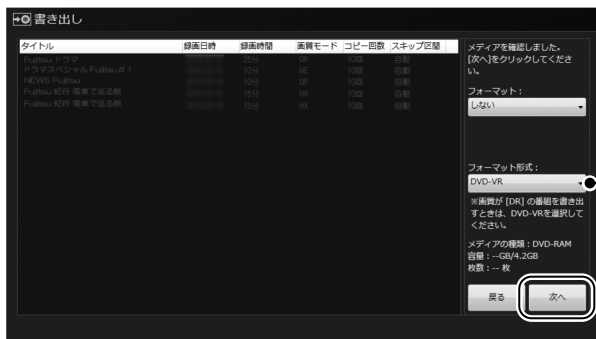 書き出し
タイトル 録画日時 録画時間 画質モード コピー回数 スキップ区間
Fujitsu ドラマ 25分 DR 10回 自動
ドラマスペシャル Fujitsu# 1 10分 XE 10回 自動
NEWS Fujitsu 10分 DR 10回 自動
Fujitsu 紀行 電車で巡る旅 15分 HX 10回 自動
Fujitsu 紀行 電車で巡る旅 15分 HX 10回 自動
メディアを確認しました。
[次へ]をクリックしてくださ
い。
フォーマット：
しない
フォーマット形式：
DVD-VR
※画質が [DR] の番組を書き出
すときは、DVD-VRを選択して
ください。
メディアの種類：DVD-RAM
容量：--GB/4.2GB
枚数：-- 枚
戻る 次へ